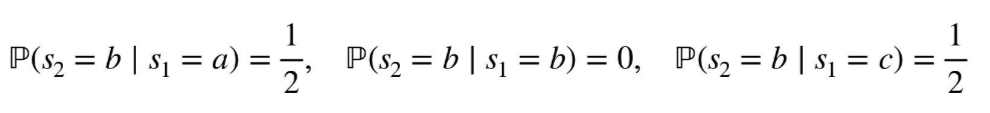 ℙ(s₂ = b | s₁ = a) = 1/2, ℙ(s₂ = b | s₁ = b) = 0, ℙ(s₂ = b | s₁ = c) = 1/2